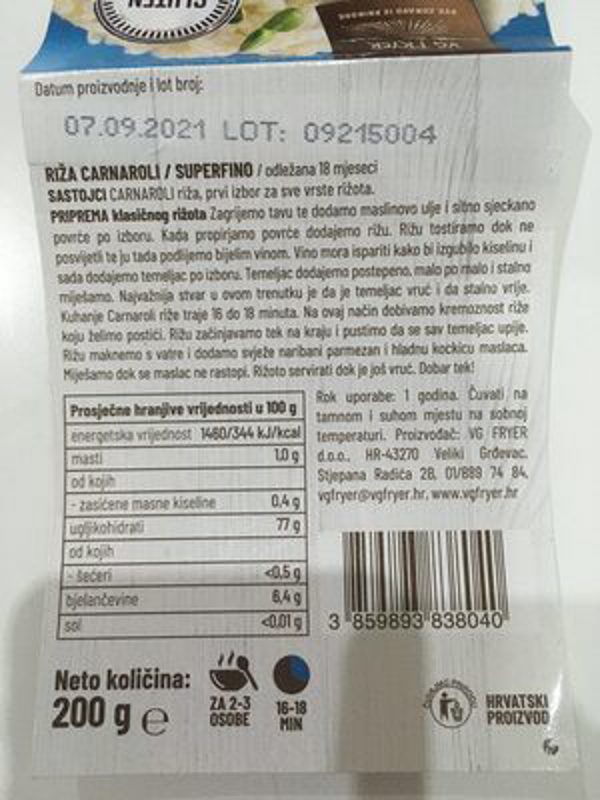 GLUTEN
Datum proizvodnje i lot broj:
07.09.2021 LOT: 09215004
RIŽA CARNAROLI / SUPERFINO / odležana 18 mjeseci
SASTOJCI CARNAROLI riža, prvi izbor za sve vrste rižota.
PRIPREMA klasičnog rižota Zagrijemo tavu te dodamo maslinovo ulje i sitno sjeckano
povrće po izboru. Kada propirjamo povrće dodajemo rižu. Rižu tostiramo dok ne
posvijetli te ju tada podlijemo bijelim vinom. Vino mora ispariti kako bi izgubilo kiselinu i
sada dodajemo temeljac po izboru. Temeljac dodajemo postepeno, malo po malo i stalno
miješamo. Najvažnija stvar u ovom trenutku je da je temeljac vruć i da stalno vrije.
Kuhanje Carnaroli riže traje 16 do 18 minuta. Na ovaj način dobivamo kremoznost riže
koju želimo postići. Rižu začinjavamo tek na kraju i pustimo da se sav temeljac upije.
Rižu maknemo s vatre i dodamo svježe naribani parmezan i hladnu kockicu maslaca.
Miješamo dok se maslac ne rastopi. Rižoto servirati dok je još vruć. Dobar tek!
Prosječne hranjive vrijednosti u 100 g
energetska vrijednost 1460/344 kJ/kcal
masti 1,0 g
od kojih
- zasićene masne kiseline 0,4 g
ugljikohidrati 77 g
od kojih
- šećeri <0,5 g
bjelančevine 6,4 g
sol <0,01 g
Rok uporabe: 1 godina. Čuvati na
tamnom i suhom mjestu na sobnoj
temperaturi. Proizvođač: VG FRYER
d.o.o., HR-43270 Veliki Grđevac,
Stjepana Radića 2B, 01/889 74 84,
vgfryer@vgfryer.hr, www.vgfryer.hr
3 859893 838040
Neto količina:
200 g e
ZA 2-3
OSOBE
16-18
MIN
HRVATSKI
PROIZVOD